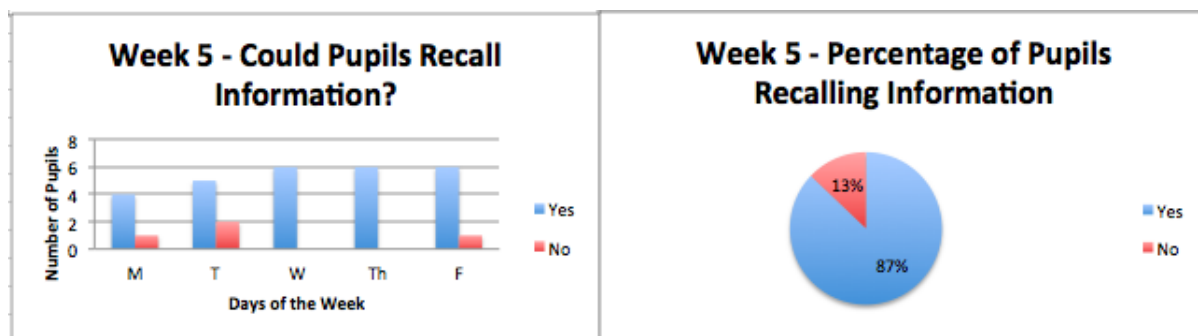 Week 5 - Could Pupils Recall
Information?
Number of Pupils
8
6
4
2
0
M T W Th F
Days of the Week
Yes
No
Week 5 - Percentage of Pupils
Recalling Information
13%
87%
Yes
No